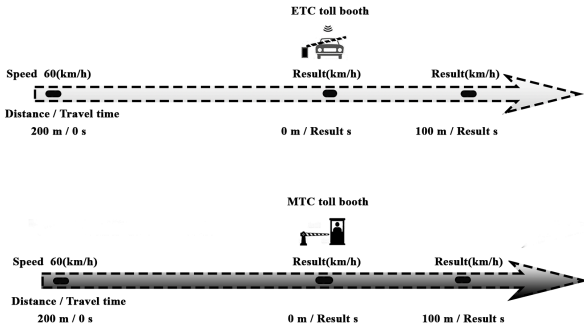 ETC toll booth
Speed 60(km/h) Result(km/h) Result(km/h)
Distance / Travel time
200 m / 0 s 0 m / Result s 100 m / Result s
MTC toll booth
Speed 60(km/h) Result(km/h) Result(km/h)
Distance / Travel time
200 m / 0 s 0 m / Result s 100 m / Result s